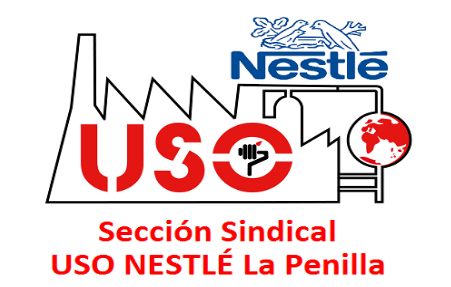 Nestlé
USO
Sección Sindical
USO NESTLÉ La Penilla